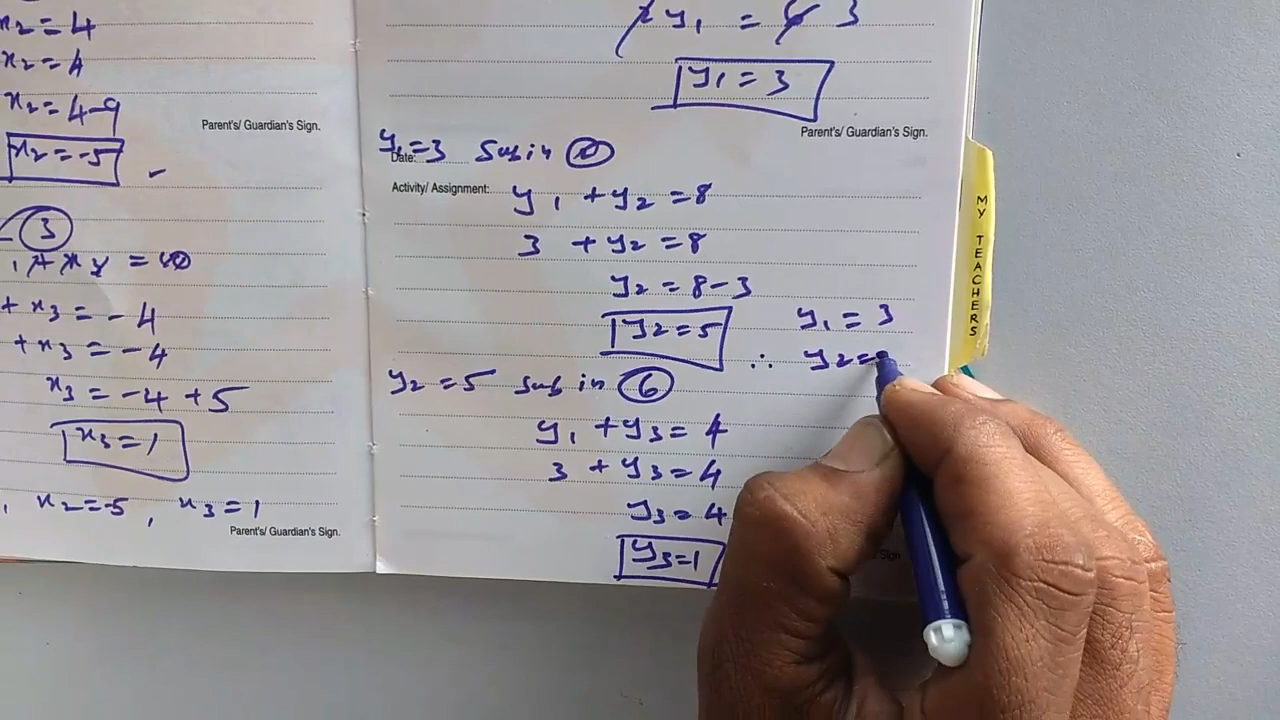 x2 = 4
x2 = 4
x2 = 4-9
Parent's/ Guardian's Sign.
x2 = -5
3
+ x3 = -4
+x3 = -4
x3 = -4 +5
x3 = 1
, x2 = -5 , x3 = 1
Parent's/ Guardian's Sign.
2y1 = 6 3
y1 = 3
Parent's/ Guardian's Sign.
y1 = 3 Sub in
Date:
Activity/ Assignment: y1 + y2 = 8
3 + y2 = 8
y2 = 8 - 3
y2 = 5
y1 = 3
∴ y2 =
y2 = 5 sub in 6
y1 + y3 = 4
3 + y3 = 4
y3 = 4
y3 = 1
Sign.
MY TEACHERS